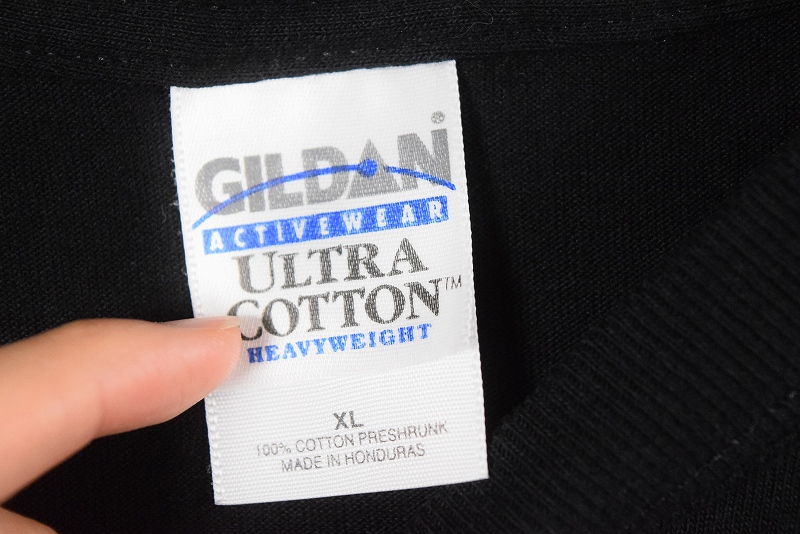 GILDAN®
ACTIVEWEAR
ULTRA
COTTON™
HEAVYWEIGHT
XL
100% COTTON PRESHRUNK
MADE IN HONDURAS